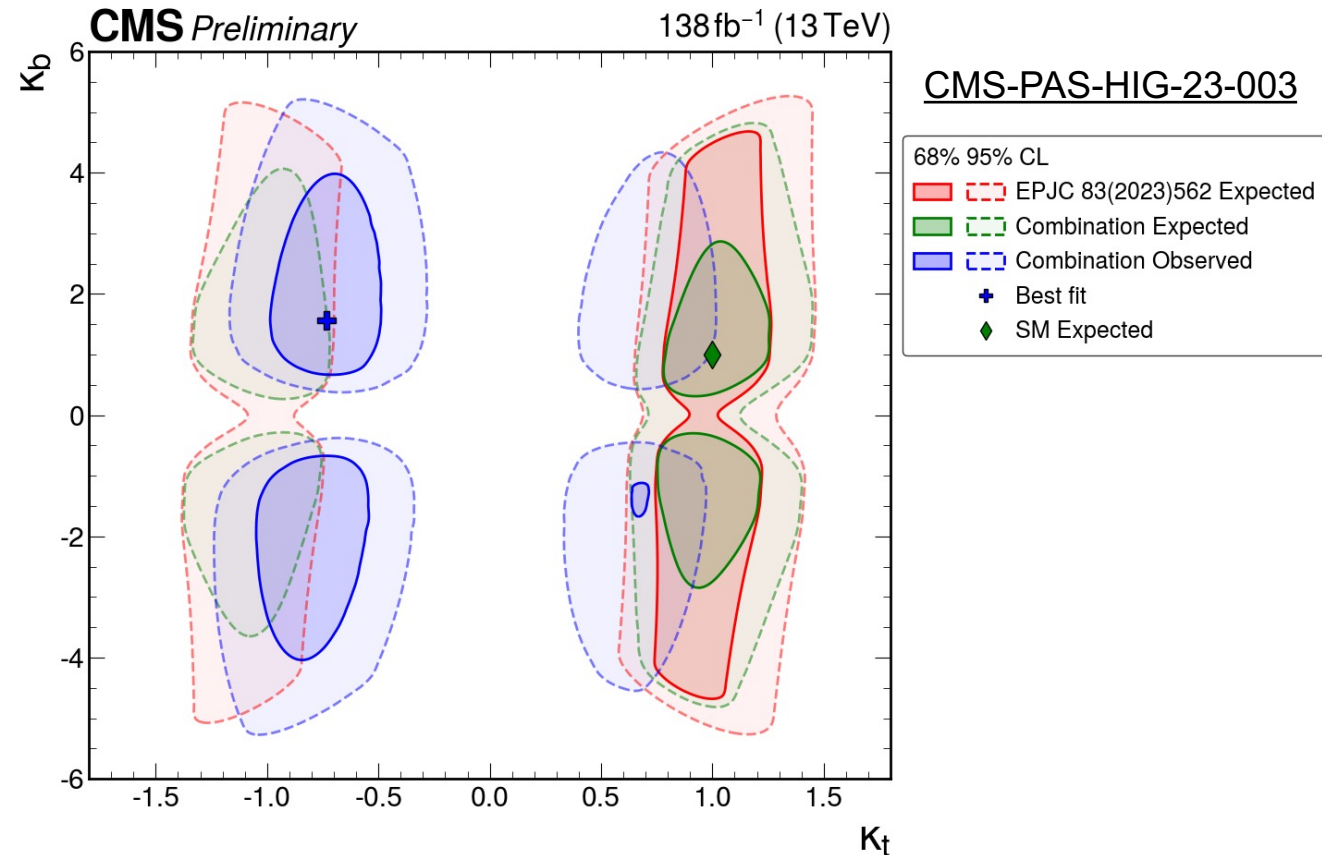 CMS Preliminary 138 fb⁻¹ (13 TeV)
κb
6
4
2
0
-2
-4
-6
-1.5 -1.0 -0.5 0.0 0.5 1.0 1.5
κt
CMS-PAS-HIG-23-003
68% 95% CL
EPJC 83(2023)562 Expected
Combination Expected
Combination Observed
Best fit
SM Expected